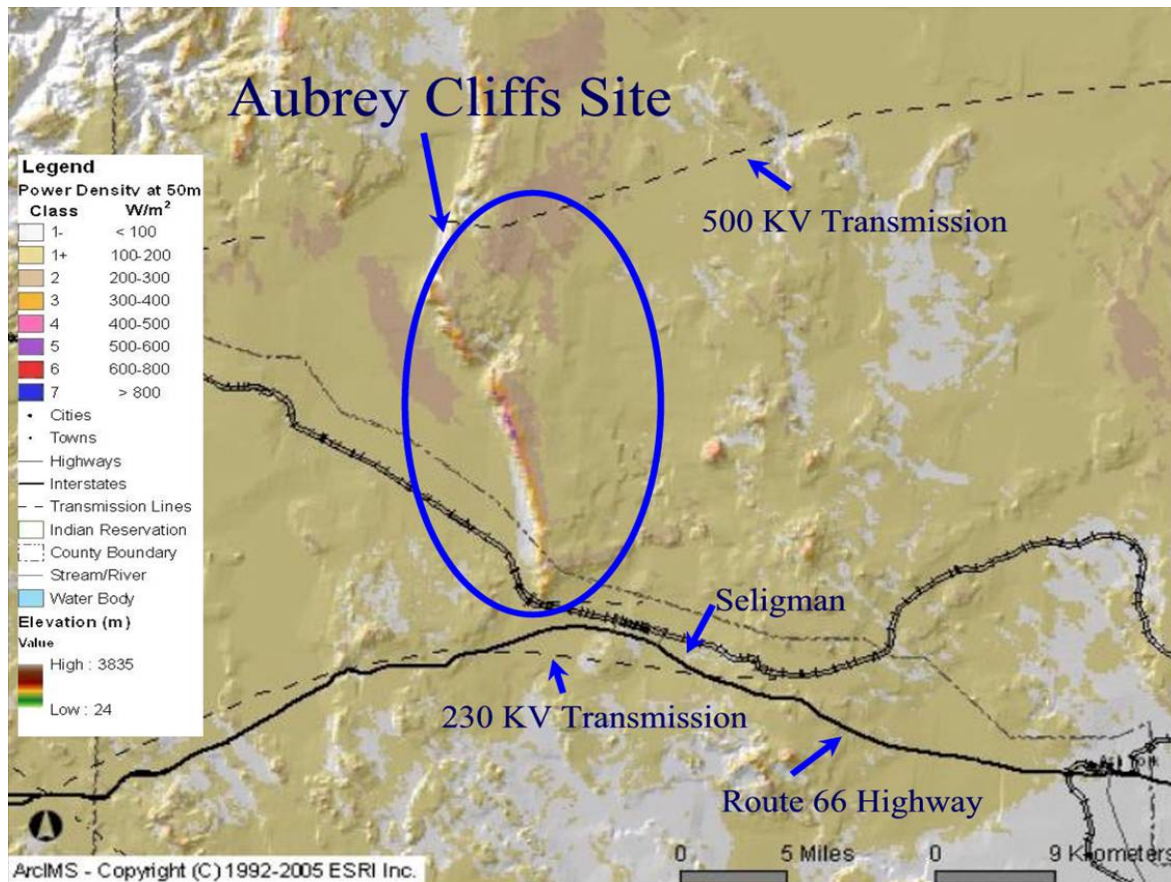 Aubrey Cliffs Site
500 KV Transmission
Legend
Power Density at 50m
Class W/m²
1- < 100
1+ 100-200
2 200-300
3 300-400
4 400-500
5 500-600
6 600-800
7 > 800
Cities
Towns
Highways
Interstates
Transmission Lines
Indian Reservation
County Boundary
Stream/River
Water Body
Elevation (m)
Value
High : 3835
Low : 24
Seligman
230 KV Transmission
Route 66 Highway
0 5 Miles 0 9 Kilometers
ArcIMS - Copyright (C) 1992-2005 ESRI Inc.